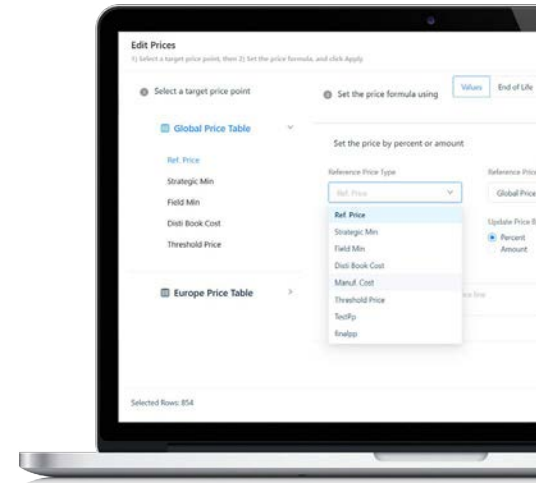 Edit Prices
1) Select a target price point, then 2) Set the price formula, and click Apply
Select a target price point
Set the price formula using
Values
End of Life
Global Price Table
Set the price by percent or amount
Ref. Price
Strategic Min
Field Min
Disti Book Cost
Threshold Price
Europe Price Table
Reference Price Type
Reference Price
Ref. Price
Global Price
Ref. Price
Strategic Min
Field Min
Disti Book Cost
Manuf. Cost
Threshold Price
TestPp
finalpp
Update Price B
Percent
Amount
Selected Rows: 854